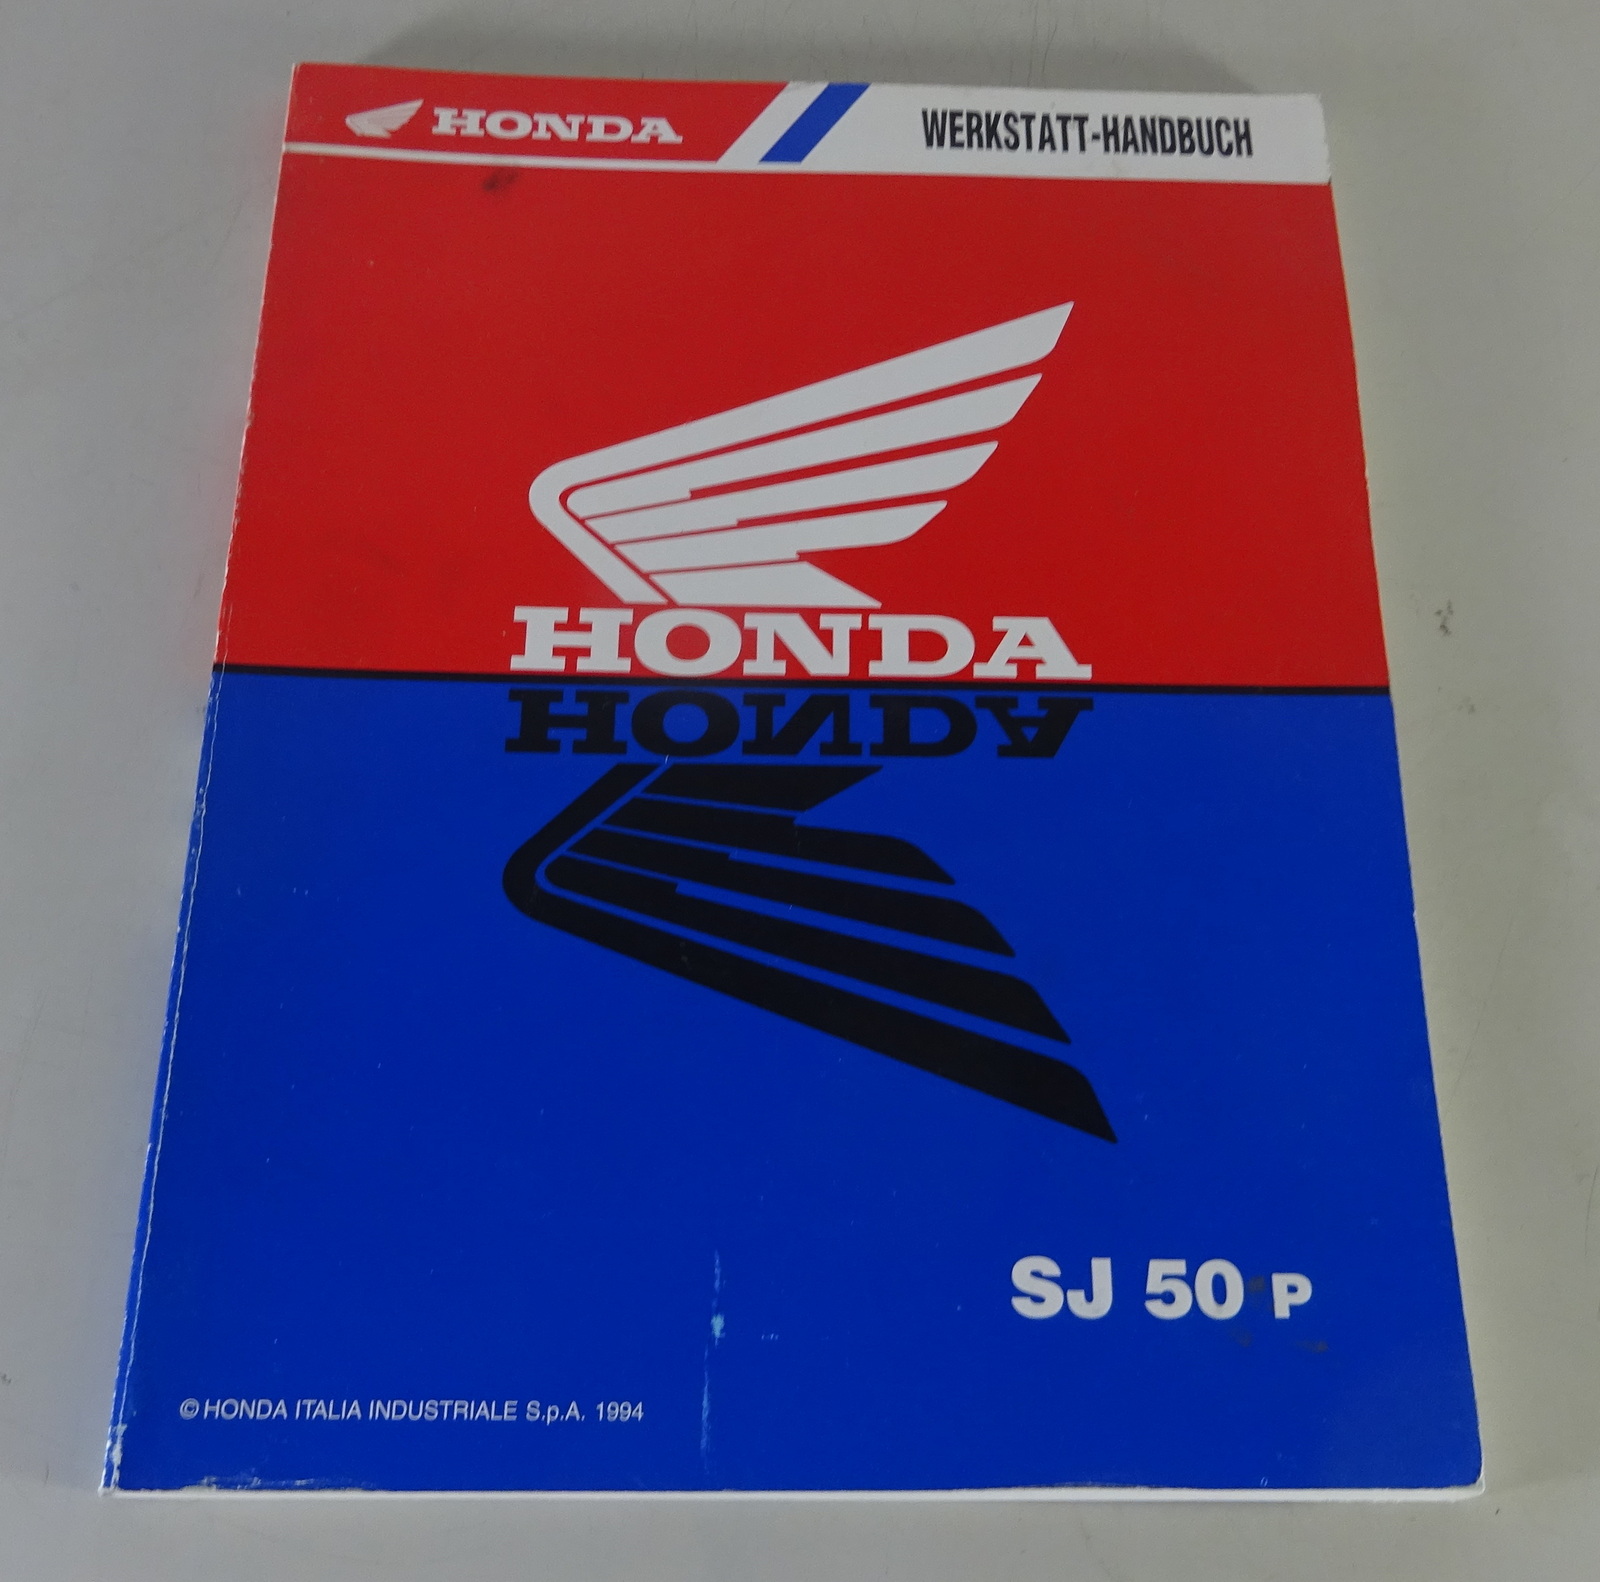 HONDA WERKSTATT-HANDBUCH
HONDA
HONDA
SJ 50 P
© HONDA ITALIA INDUSTRIALE S.p.A. 1994